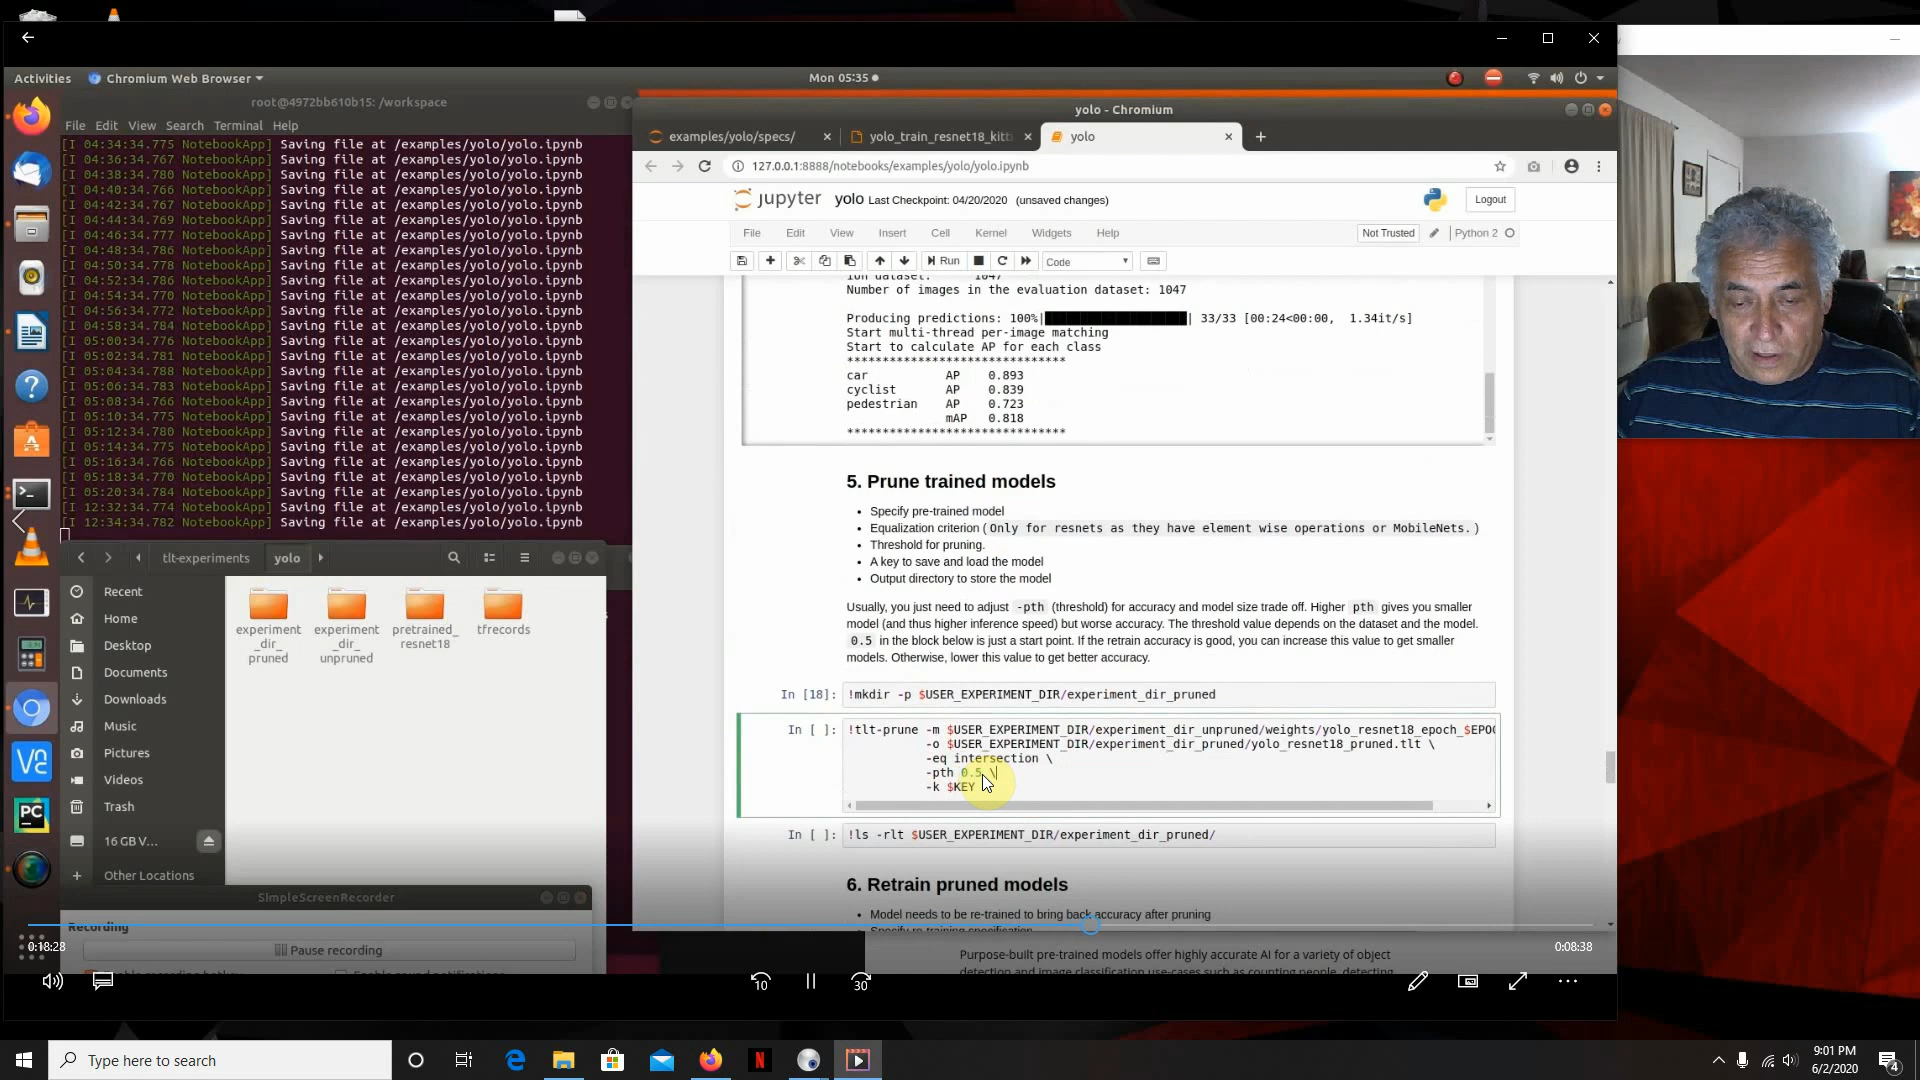 Activities
Chromium Web Browser
Mon 05:35
root@4972bb610b15: /workspace
File Edit View Search Terminal Help
[I 04:34:34.775 NotebookApp] Saving file at /examples/yolo/yolo.ipynb
[I 04:36:34.767 NotebookApp] Saving file at /examples/yolo/yolo.ipynb
[I 04:38:34.780 NotebookApp] Saving file at /examples/yolo/yolo.ipynb
[I 04:40:34.766 NotebookApp] Saving file at /examples/yolo/yolo.ipynb
[I 04:42:34.767 NotebookApp] Saving file at /examples/yolo/yolo.ipynb
[I 04:44:34.769 NotebookApp] Saving file at /examples/yolo/yolo.ipynb
[I 04:46:34.777 NotebookApp] Saving file at /examples/yolo/yolo.ipynb
[I 04:48:34.786 NotebookApp] Saving file at /examples/yolo/yolo.ipynb
[I 04:50:34.778 NotebookApp] Saving file at /examples/yolo/yolo.ipynb
[I 04:52:34.786 NotebookApp] Saving file at /examples/yolo/yolo.ipynb
[I 04:54:34.770 NotebookApp] Saving file at /examples/yolo/yolo.ipynb
[I 04:56:34.772 NotebookApp] Saving file at /examples/yolo/yolo.ipynb
[I 04:58:34.784 NotebookApp] Saving file at /examples/yolo/yolo.ipynb
[I 05:00:34.776 NotebookApp] Saving file at /examples/yolo/yolo.ipynb
[I 05:02:34.781 NotebookApp] Saving file at /examples/yolo/yolo.ipynb
[I 05:04:34.788 NotebookApp] Saving file at /examples/yolo/yolo.ipynb
[I 05:06:34.783 NotebookApp] Saving file at /examples/yolo/yolo.ipynb
[I 05:08:34.766 NotebookApp] Saving file at /examples/yolo/yolo.ipynb
[I 05:10:34.775 NotebookApp] Saving file at /examples/yolo/yolo.ipynb
[I 05:12:34.780 NotebookApp] Saving file at /examples/yolo/yolo.ipynb
[I 05:14:34.775 NotebookApp] Saving file at /examples/yolo/yolo.ipynb
[I 05:16:34.766 NotebookApp] Saving file at /examples/yolo/yolo.ipynb
[I 05:18:34.770 NotebookApp] Saving file at /examples/yolo/yolo.ipynb
[I 05:20:34.784 NotebookApp] Saving file at /examples/yolo/yolo.ipynb
[I 12:32:34.774 NotebookApp] Saving file at /examples/yolo/yolo.ipynb
[I 12:34:34.782 NotebookApp] Saving file at /examples/yolo/yolo.ipynb
tlt-experiments yolo
Recent
Home
Desktop
Documents
Downloads
Music
Pictures
Videos
Trash
16 GB V...
Other Locations
experiment
_dir_
pruned
experiment
_dir_
unpruned
pretrained_
resnet18
tfrecords
SimpleScreenRecorder
Recording
Pause recording
yolo - Chromium
examples/yolo/specs/
yolo_train_resnet18_kitt
yolo
127.0.0.1:8888/notebooks/examples/yolo/yolo.ipynb
jupyter yolo Last Checkpoint: 04/20/2020 (unsaved changes)
Logout
File Edit View Insert Cell Kernel Widgets Help
Not Trusted
Python 2
Run
Code
ion dataset: 1047
Number of images in the evaluation dataset: 1047
Producing predictions: 100%| | 33/33 [00:24<00:00, 1.34it/s]
Start multi-thread per-image matching
Start to calculate AP for each class
*******************************
car AP 0.893
cyclist AP 0.839
pedestrian AP 0.723
mAP 0.818
*******************************
5. Prune trained models
• Specify pre-trained model
• Equalization criterion (Only for resnets as they have element wise operations or MobileNets.)
• Threshold for pruning.
• A key to save and load the model
• Output directory to store the model
Usually, you just need to adjust -pth (threshold) for accuracy and model size trade off. Higher pth gives you smaller
model (and thus higher inference speed) but worse accuracy. The threshold value depends on the dataset and the model.
0.5 in the block below is just a start point. If the retrain accuracy is good, you can increase this value to get smaller
models. Otherwise, lower this value to get better accuracy.
In [18]: !mkdir -p $USER_EXPERIMENT_DIR/experiment_dir_pruned
In [ ]: !tlt-prune -m $USER_EXPERIMENT_DIR/experiment_dir_unpruned/weights/yolo_resnet18_epoch_$EPOC
-o $USER_EXPERIMENT_DIR/experiment_dir_pruned/yolo_resnet18_pruned.tlt \
-eq intersection \
-pth 0.5 \
-k $KEY
In [ ]: !ls -rlt $USER_EXPERIMENT_DIR/experiment_dir_pruned/
6. Retrain pruned models
• Model needs to be re-trained to bring back accuracy after pruning
• Specify re-training specification
Purpose-built pre-trained models offer highly accurate AI for a variety of object
detection and image classification use-cases such as counting people, detecting
0:18:28
0:08:38
10
30
Type here to search
9:01 PM
6/2/2020
4